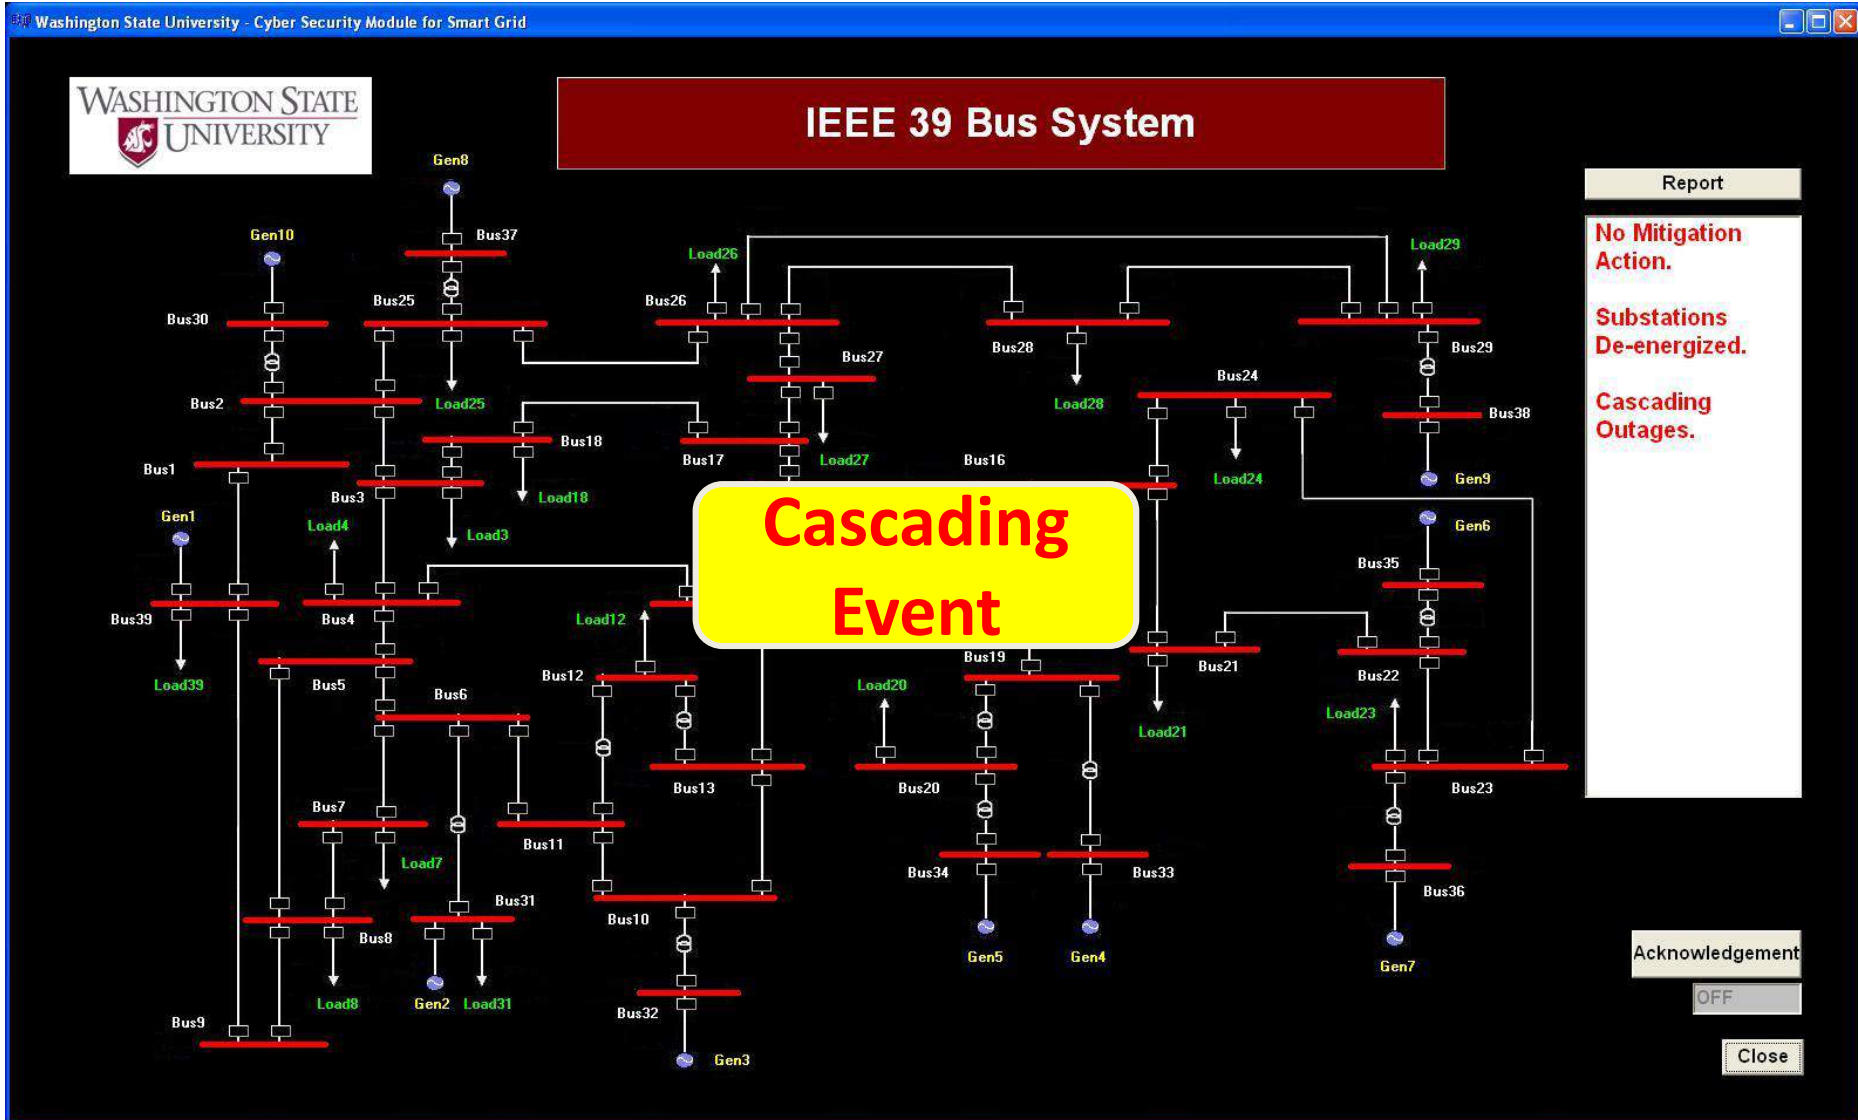 Washington State University - Cyber Security Module for Smart Grid
WASHINGTON STATE
UNIVERSITY
IEEE 39 Bus System
Gen8
Report
Gen10
Bus37
Load26
Load29
No Mitigation
Action.
Substations
De-energized.
Cascading
Outages.
Bus25
Bus26
Bus30
Bus28
Bus29
Bus27
Bus24
Bus2
Load25
Load28
Bus38
Bus18
Bus17
Load27
Bus16
Bus1
Load24
Gen9
Bus3
Load18
Gen1
Load4
Load3
Cascading
Event
Gen6
Bus35
Bus39
Bus4
Load12
Bus19
Bus21
Bus22
Load39
Bus5
Bus6
Bus12
Load20
Load23
Load21
Bus13
Bus20
Bus23
Bus7
Bus11
Load7
Bus34
Bus33
Bus36
Bus31
Bus10
Bus8
Gen5
Gen4
Gen7
Acknowledgement
OFF
Load8
Gen2
Load31
Bus32
Bus9
Gen3
Close